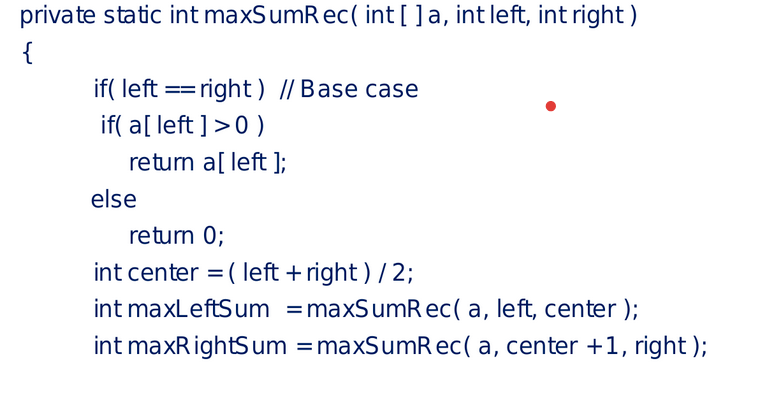 private static int maxSumRec( int [ ] a, int left, int right )
{
if( left == right ) // Base case
if( a[ left ] > 0 )
return a[ left ];
else
return 0;
int center = ( left + right ) / 2;
int maxLeftSum = maxSumRec( a, left, center );
int maxRightSum = maxSumRec( a, center + 1, right );